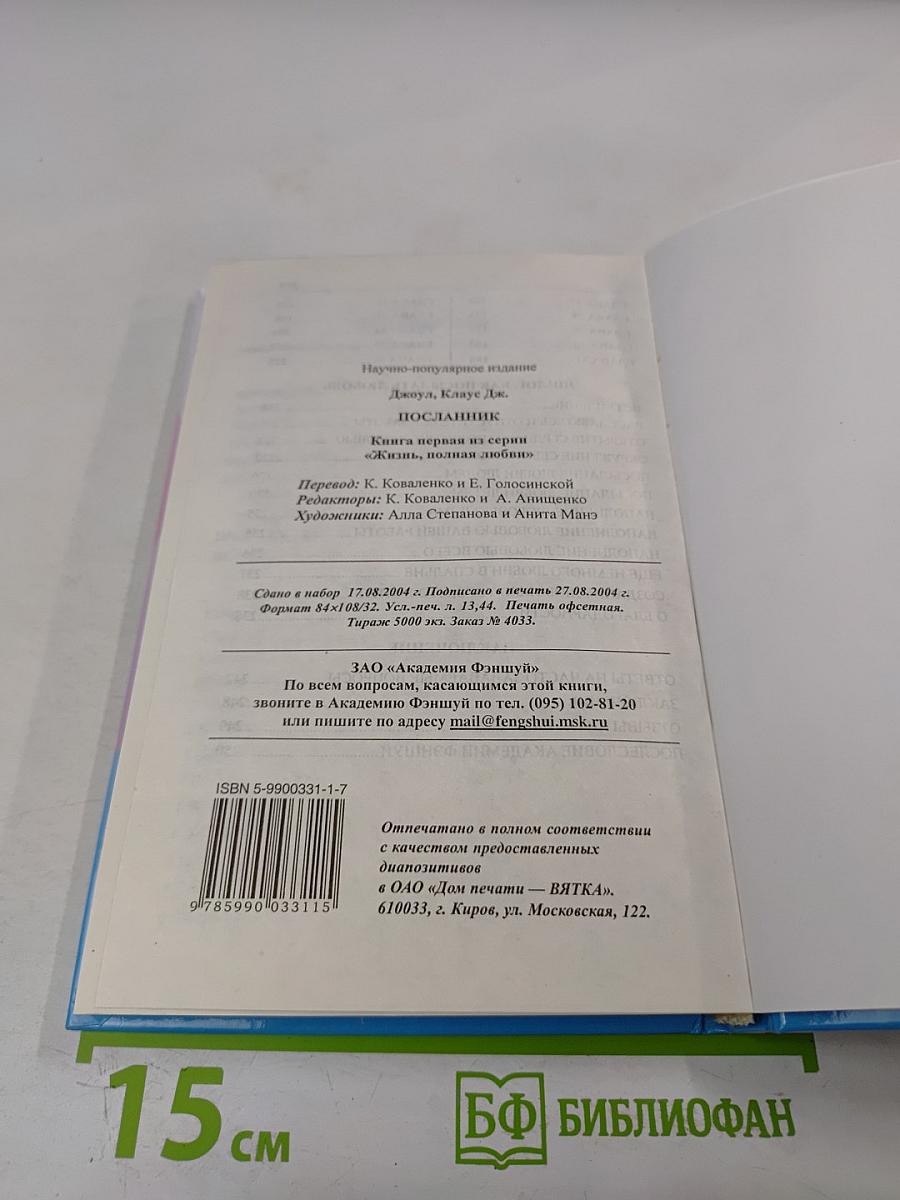 Научно-популярное издание
Джоул, Клаус Дж.
ПОСЛАННИК
Книга первая из серии
«Жизнь, полная любви»
Перевод: К. Коваленко и Е. Голосинской
Редакторы: К. Коваленко и А. Анищенко
Художники: Алла Степанова и Анита Манэ
Сдано в набор 17.08.2004 г. Подписано в печать 27.08.2004 г.
Формат 84×108/32. Усл.-печ. л. 13,44. Печать офсетная.
Тираж 5000 экз. Заказ № 4033.
ЗАО «Академия Фэншуй»
По всем вопросам, касающимся этой книги,
звоните в Академию Фэншуй по тел. (095) 102-81-20
или пишите по адресу mail@fengshui.msk.ru
ISBN 5-9900331-1-7
9 785990 033115
Отпечатано в полном соответствии
с качеством предоставленных
диапозитивов
в ОАО «Дом печати — ВЯТКА».
610033, г. Киров, ул. Московская, 122.
15 см
БФ БИБЛИОФАН